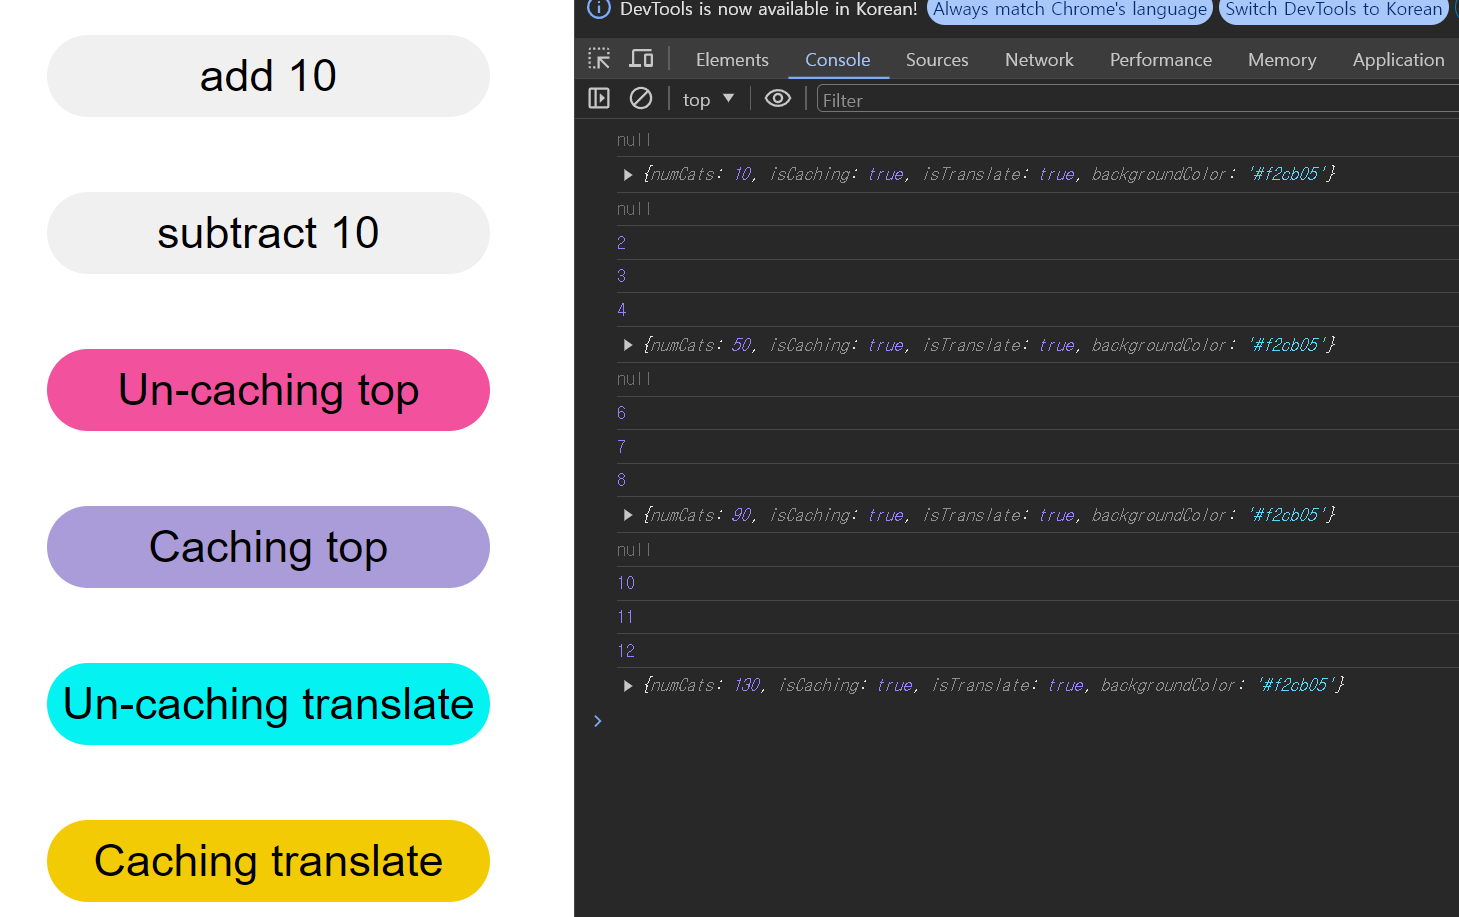 add 10
subtract 10
Un-caching top
Caching top
Un-caching translate
Caching translate
DevTools is now available in Korean! Always match Chrome's language Switch DevTools to Korean
Elements Console Sources Network Performance Memory Application
top Filter
null
{numCats: 10, isCaching: true, isTranslate: true, backgroundColor: '#f2cb05'}
null
2
3
4
{numCats: 50, isCaching: true, isTranslate: true, backgroundColor: '#f2cb05'}
null
6
7
8
{numCats: 90, isCaching: true, isTranslate: true, backgroundColor: '#f2cb05'}
null
10
11
12
{numCats: 130, isCaching: true, isTranslate: true, backgroundColor: '#f2cb05'}